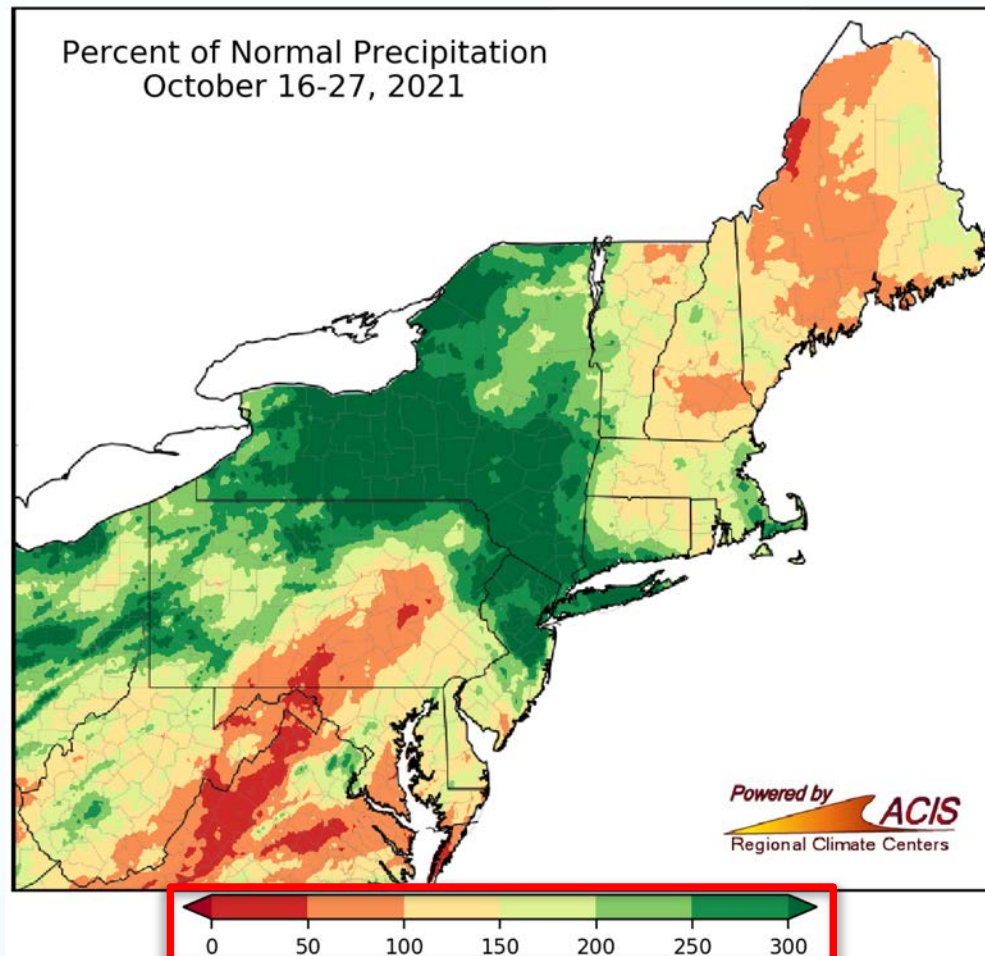 Percent of Normal Precipitation
October 16-27, 2021
Powered by
ACIS
Regional Climate Centers
0 50 100 150 200 250 300